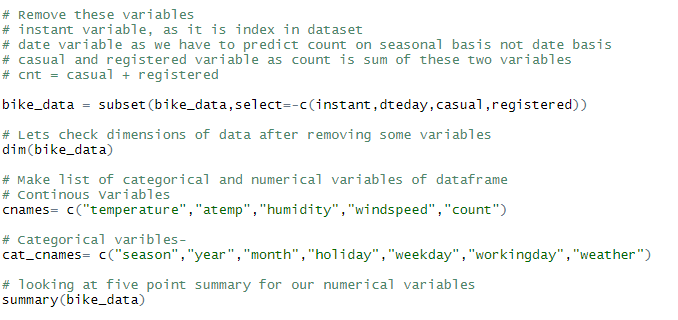 # Remove these variables
# instant variable, as it is index in dataset
# date variable as we have to predict count on seasonal basis not date basis
# casual and registered variable as count is sum of these two variables
# cnt = casual + registered
bike_data = subset(bike_data,select=-c(instant,dteday,casual,registered))
# Lets check dimensions of data after removing some variables
dim(bike_data)
# Make list of categorical and numerical variables of dataframe
# Continous Variables
cnames= c("temperature","atemp","humidity","windspeed","count")
# Categorical varibles-
cat_cnames= c("season","year","month","holiday","weekday","workingday","weather")
# looking at five point summary for our numerical variables
summary(bike_data)